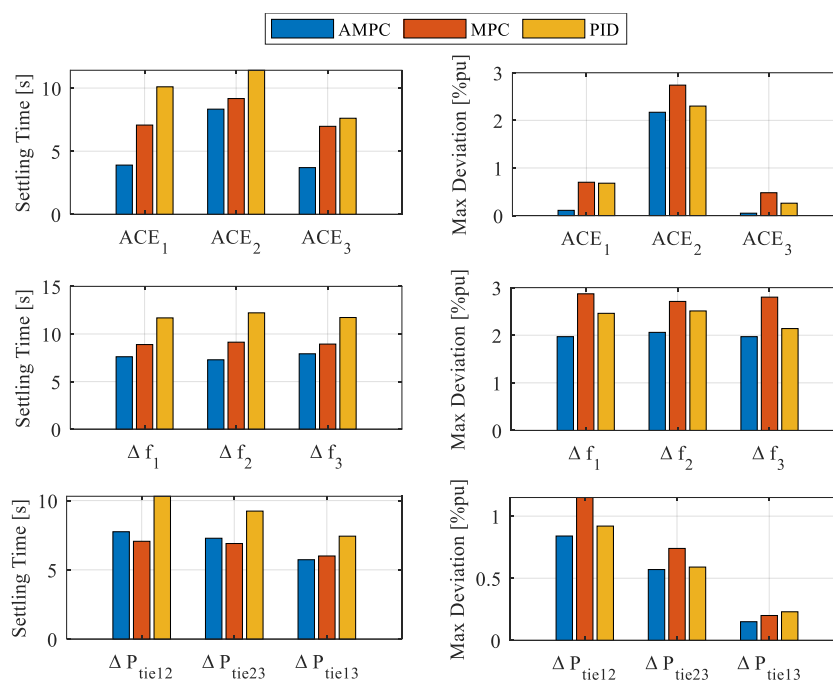 AMPC MPC PID
Settling Time [s]
10
5
0
ACE1 ACE2 ACE3
Max Deviation [%pu]
3
2
1
0
ACE1 ACE2 ACE3
Settling Time [s]
15
10
5
0
Δ f1 Δ f2 Δ f3
Max Deviation [%pu]
3
2
1
0
Δ f1 Δ f2 Δ f3
Settling Time [s]
10
5
0
Δ Ptie12 Δ Ptie23 Δ Ptie13
Max Deviation [%pu]
1
0.5
0
Δ Ptie12 Δ Ptie23 Δ Ptie13